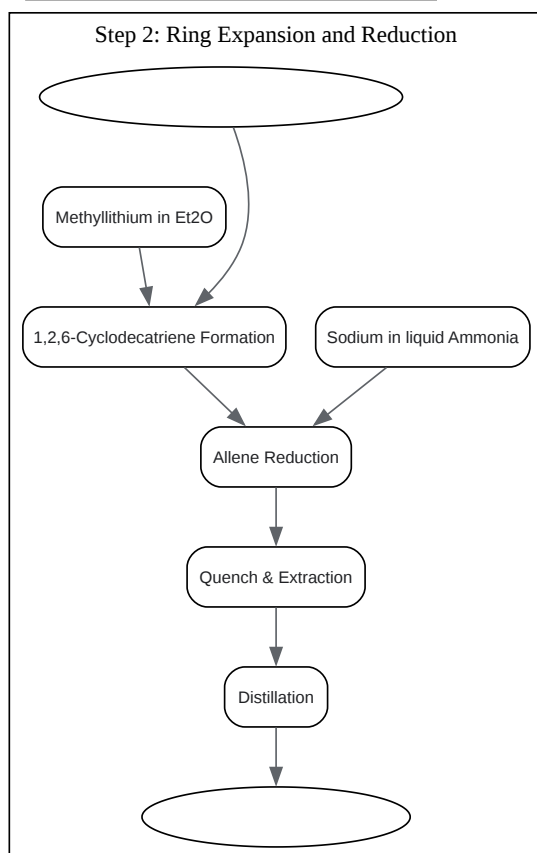 Step 2: Ring Expansion and Reduction
Methyllithium in Et2O
1,2,6-Cyclodecatriene Formation
Sodium in liquid Ammonia
Allene Reduction
Quench & Extraction
Distillation